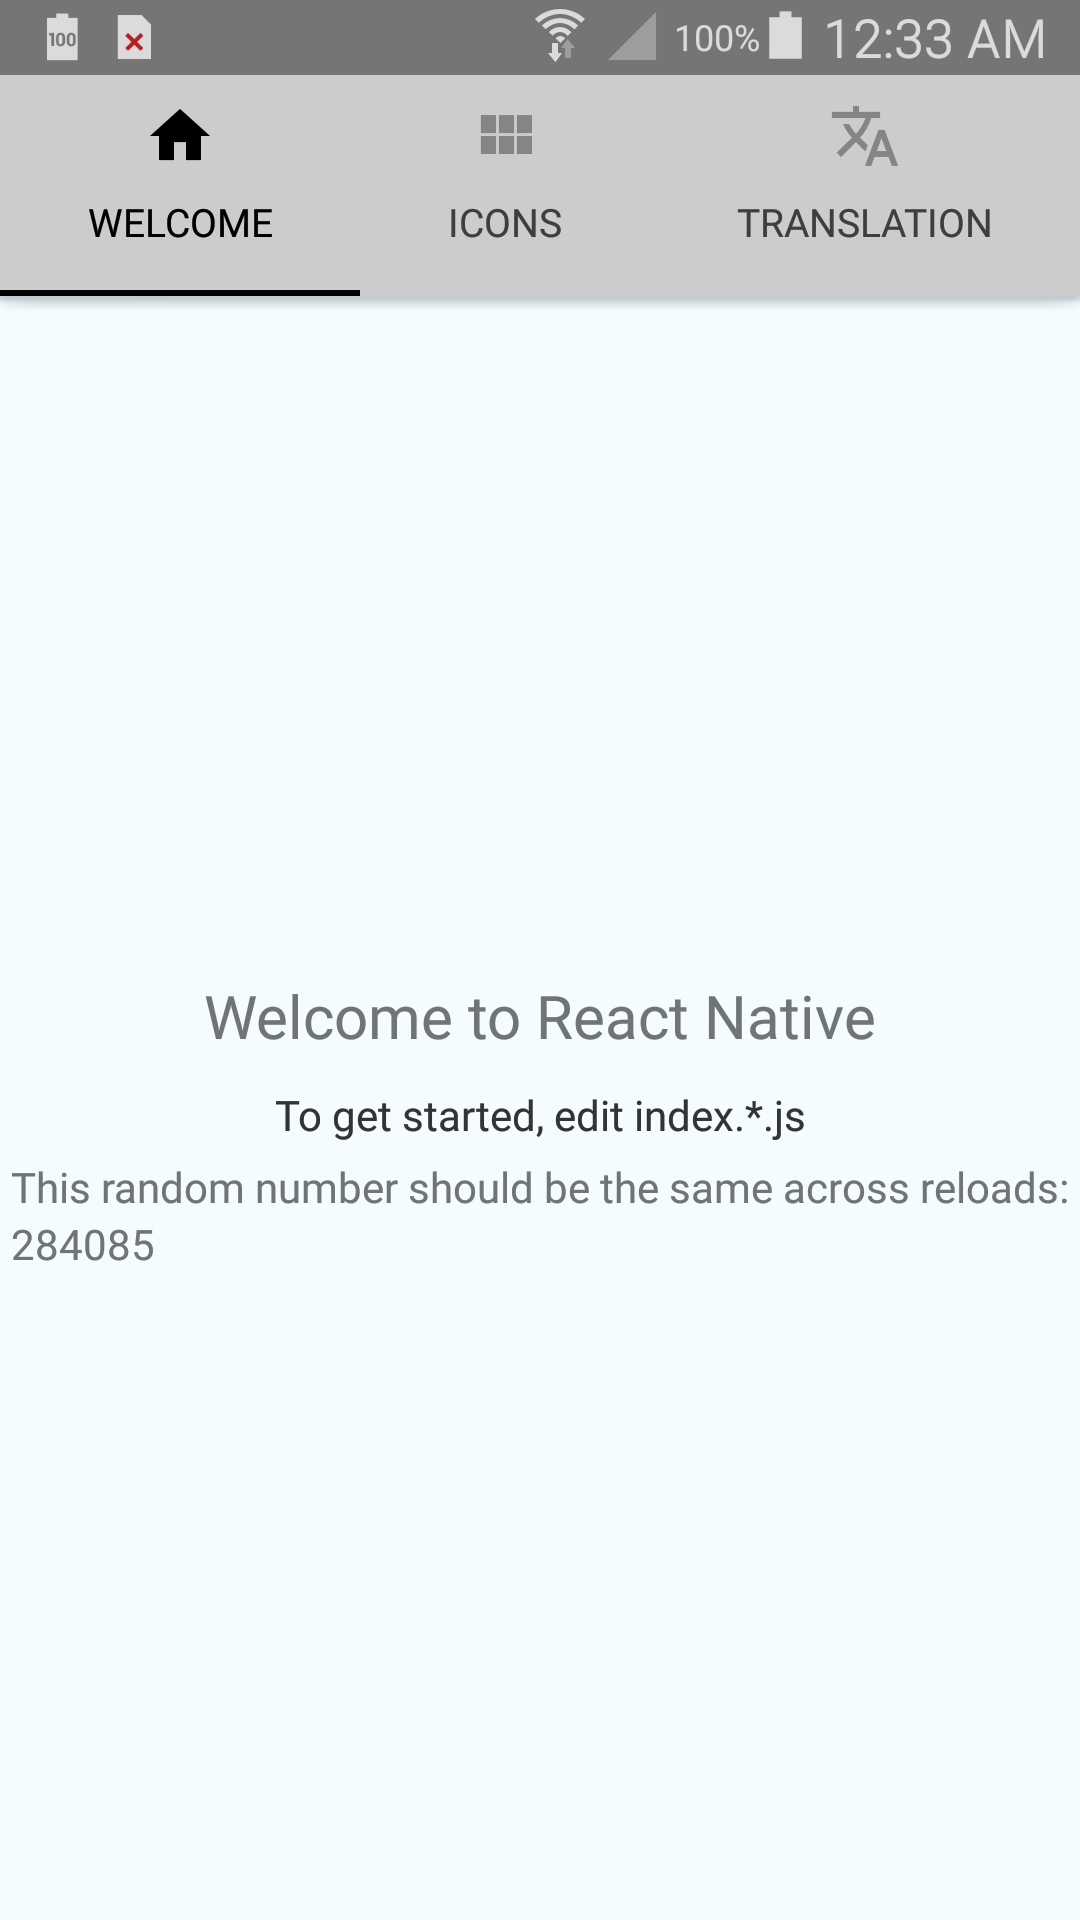 100
100%
12:33 AM
WELCOME
ICONS
TRANSLATION
Welcome to React Native
To get started, edit index.*.js
This random number should be the same across reloads:
284085